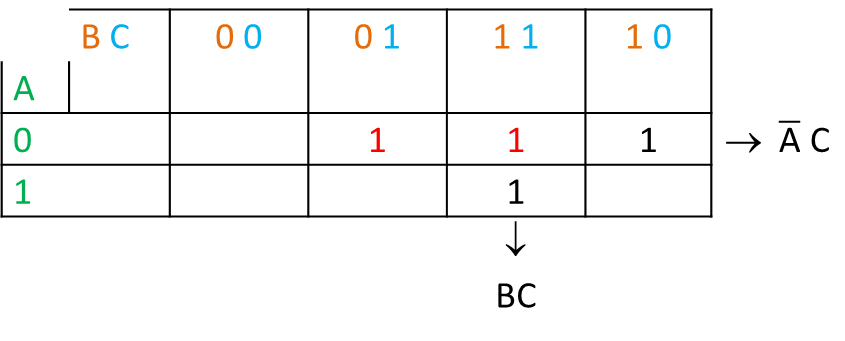 B C 0 0 0 1 1 1 1 0
A
0 1 1 1 → A̅ C
1 1
↓
BC